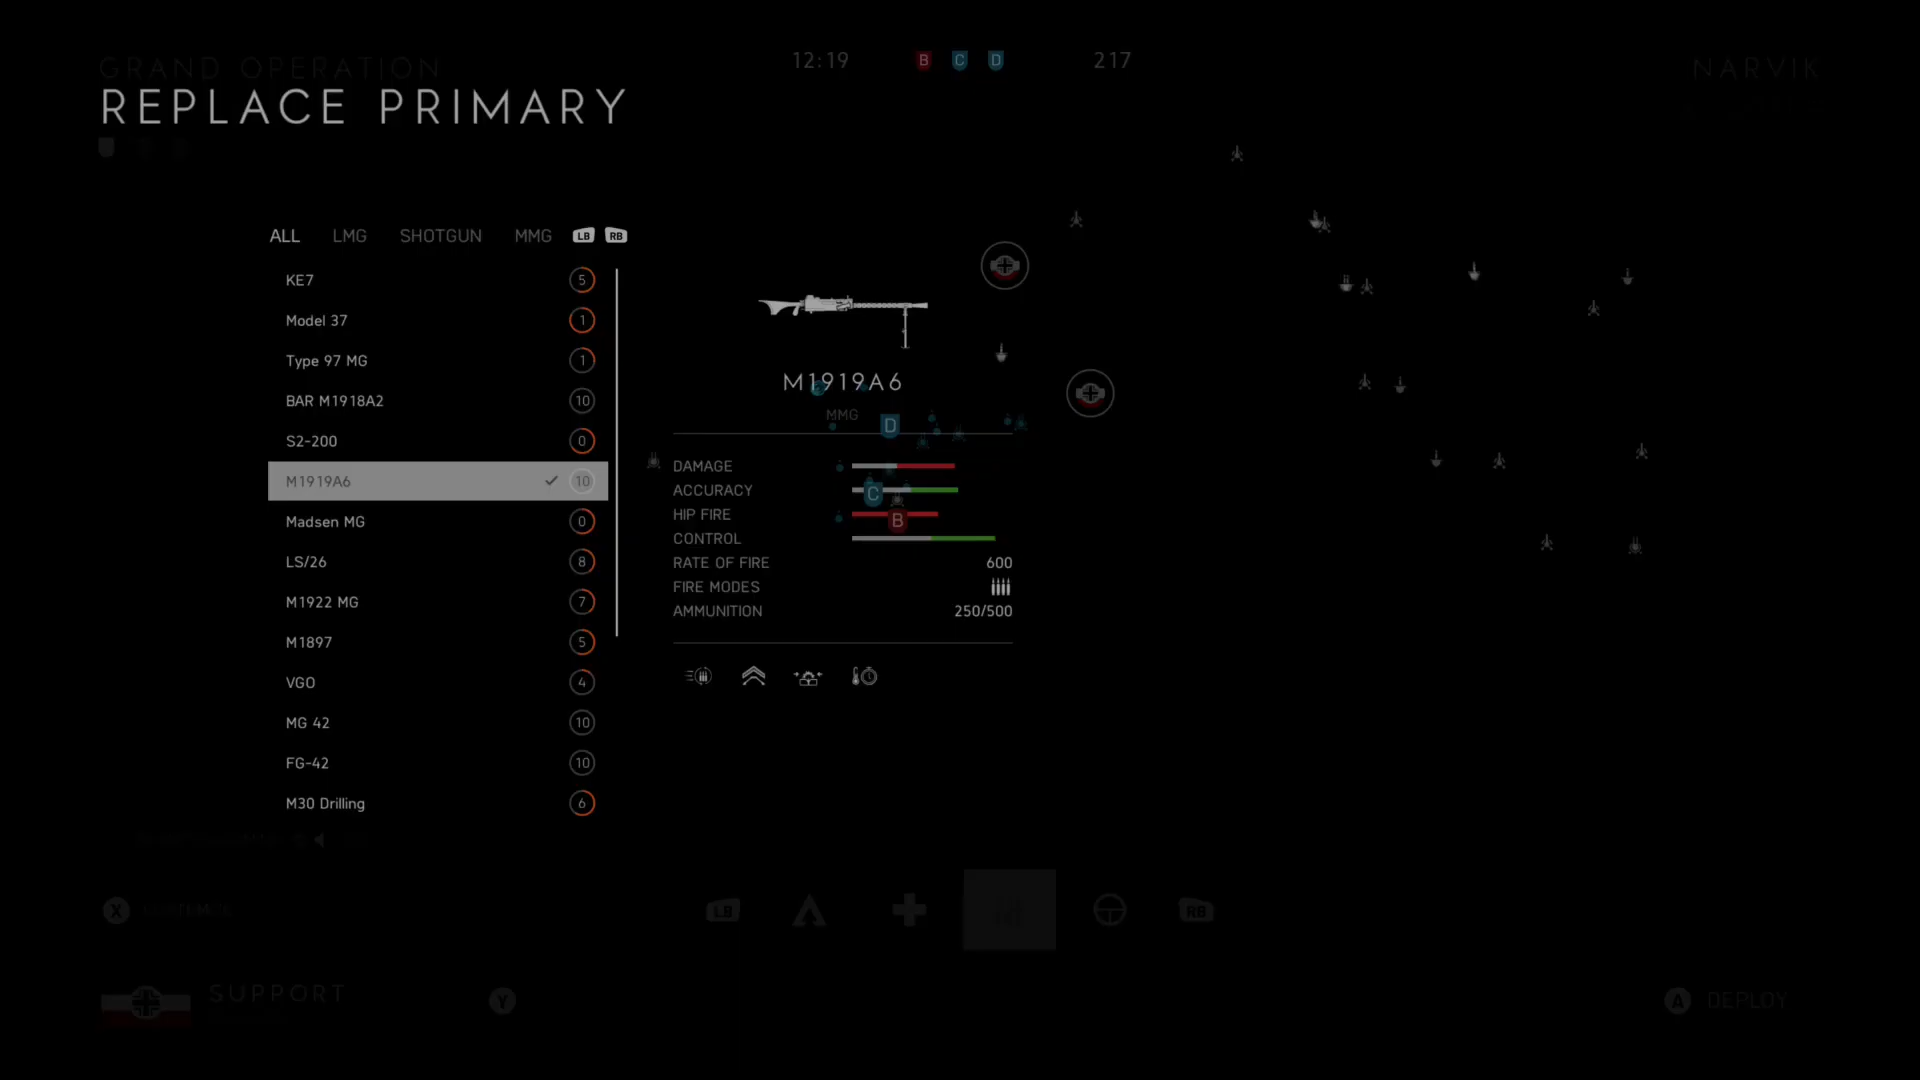 GRAND OPERATION
REPLACE PRIMARY
12:19 B C D 217
NARVIK
ALL LMG SHOTGUN MMG LB RB
KE7 5
Model 37 1
Type 97 MG 1
BAR M1918A2 10
S2-200 0
M1919A6 10
Madsen MG 0
LS/26 8
M1922 MG 7
M1897 5
VGO 4
MG 42 10
FG-42 10
M30 Drilling 6
M1919A6
MMG
D
DAMAGE
ACCURACY
C
HIP FIRE
B
CONTROL
RATE OF FIRE 600
FIRE MODES
AMMUNITION 250/500
X
LB RB
SUPPORT
Y
A DEPLOY